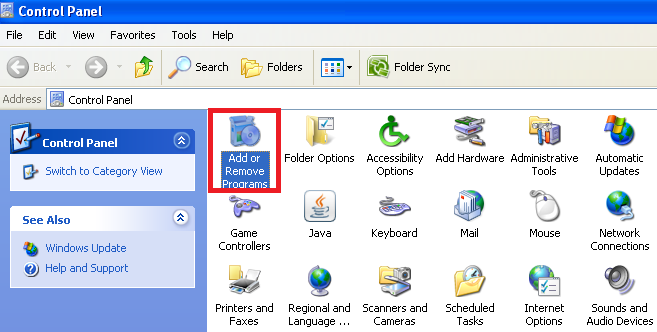 Control Panel
File Edit View Favorites Tools Help
Back Search Folders Folder Sync
Address Control Panel
Control Panel
Switch to Category View
See Also
Windows Update
Help and Support
Add or
Remove
Programs
Folder Options
Accessibility
Options
Add Hardware
Administrative
Tools
Automatic
Updates
Game
Controllers
Java
Keyboard
Mail
Mouse
Network
Connections
Printers and
Faxes
Regional and
Language ...
Scanners and
Cameras
Scheduled
Tasks
Internet
Options
Sounds and
Audio Devices